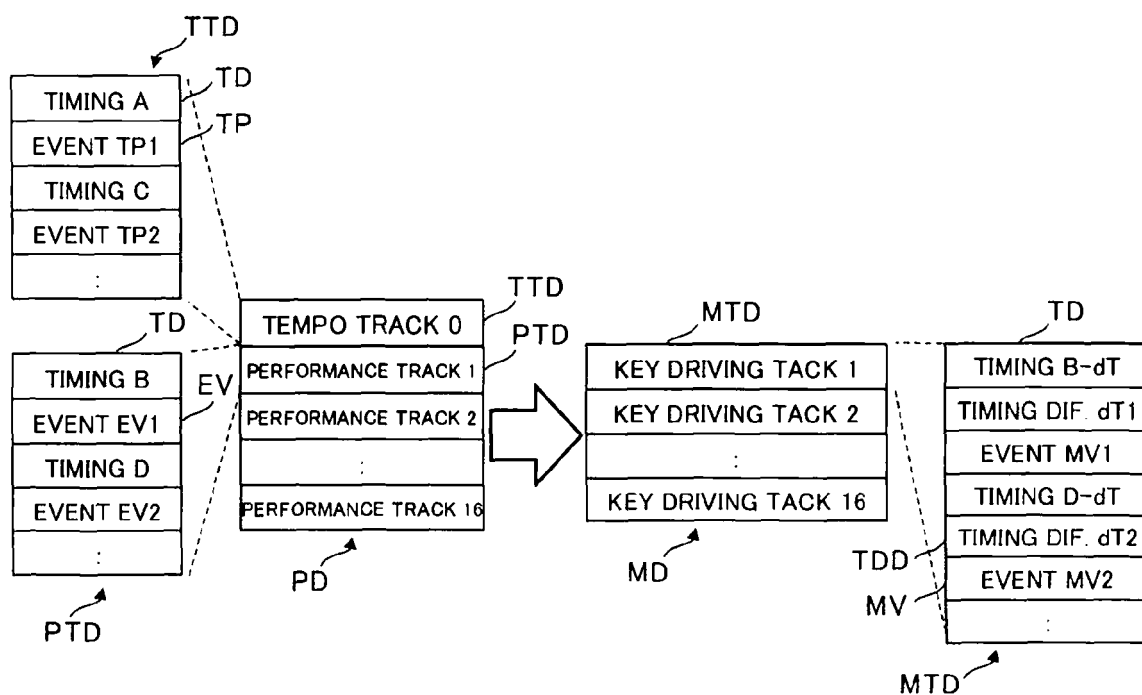 TTD
TIMING A
EVENT TP1
TIMING C
EVENT TP2
:
TD
TP
TD
TIMING B
EVENT EV1
TIMING D
EVENT EV2
:
EV
PTD
TEMPO TRACK 0
PERFORMANCE TRACK 1
PERFORMANCE TRACK 2
:
PERFORMANCE TRACK 16
TTD
PTD
PD
MTD
KEY DRIVING TACK 1
KEY DRIVING TACK 2
:
KEY DRIVING TACK 16
MD
TD
TIMING B-dT
TIMING DIF. dT1
EVENT MV1
TIMING D-dT
TIMING DIF. dT2
EVENT MV2
:
TDD
MV
MTD